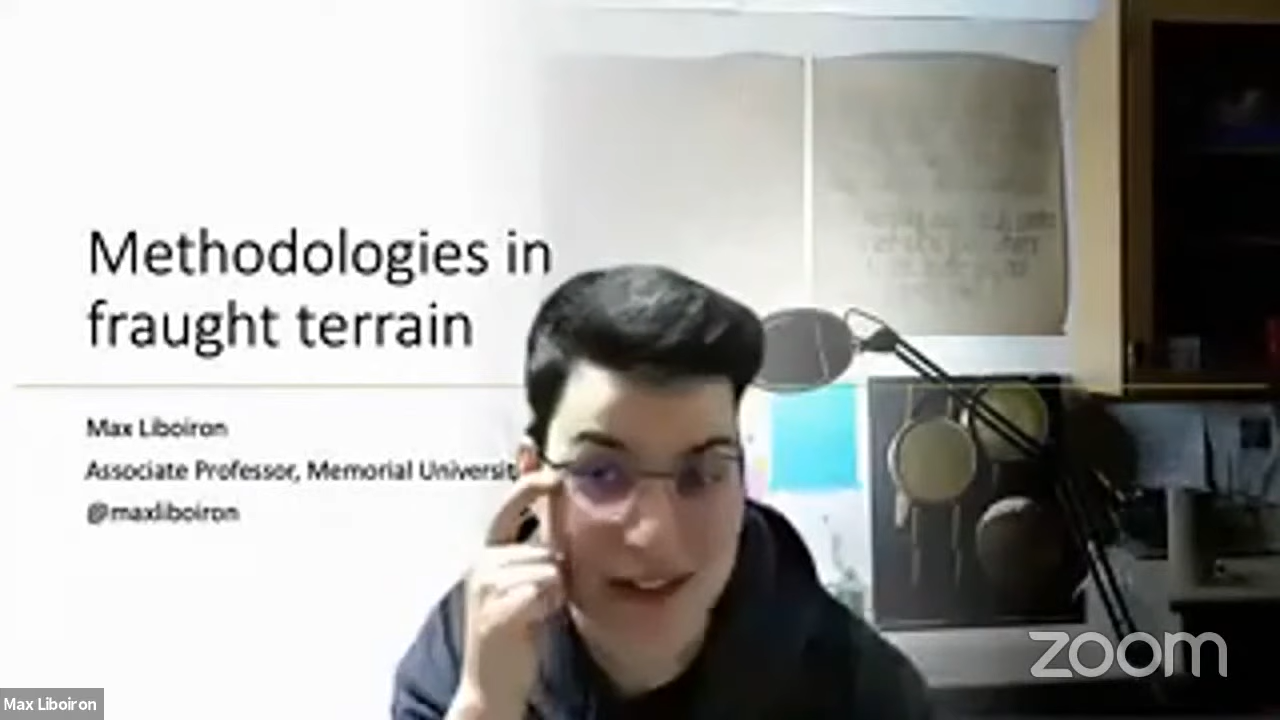 Methodologies in
fraught terrain
Max Liboiron
Associate Professor, Memorial Universit
@maxliboiron
zoom
Max Liboiron